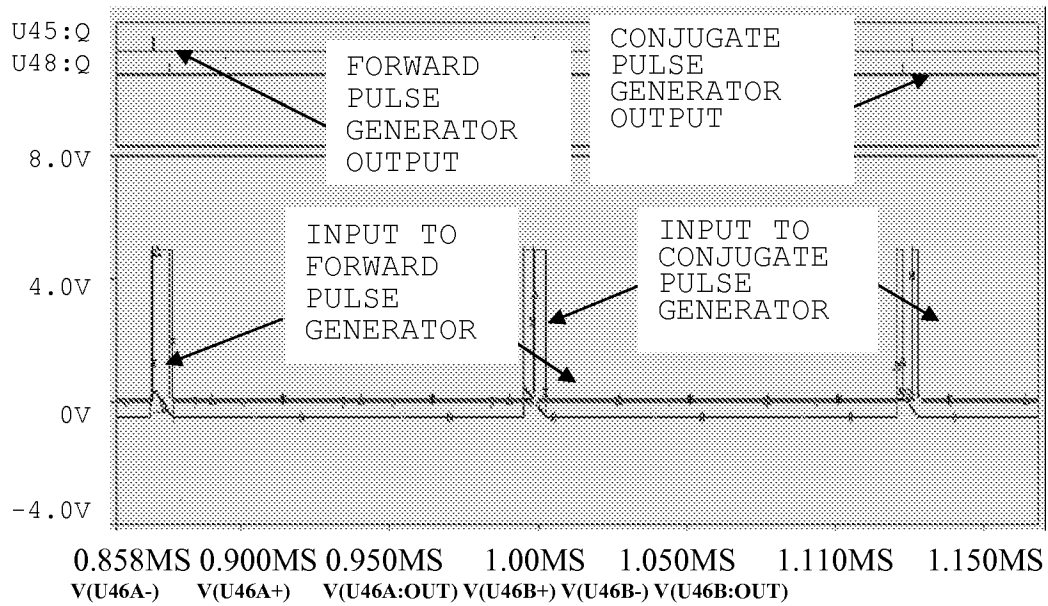 U45:Q
U48:Q
FORWARD
PULSE
GENERATOR
OUTPUT
CONJUGATE
PULSE
GENERATOR
OUTPUT
8.0V
INPUT TO
FORWARD
PULSE
GENERATOR
INPUT TO
CONJUGATE
PULSE
GENERATOR
4.0V
0V
-4.0V
0.858MS 0.900MS 0.950MS 1.00MS 1.050MS 1.110MS 1.150MS
V(U46A-) V(U46A+) V(U46A:OUT) V(U46B+) V(U46B-) V(U46B:OUT)